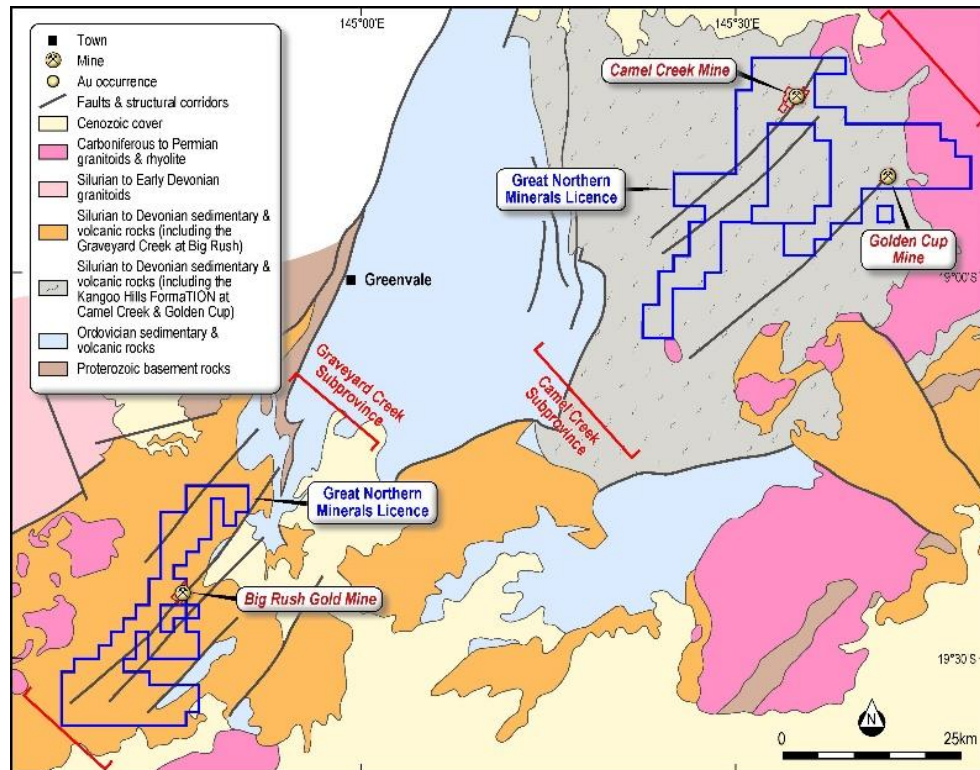 145°00'E
145°30'E
Town
Mine
Au occurrence
Faults & structural corridors
Cenozoic cover
Carboniferous to Permian
granitoids & rhyolite
Silurian to Early Devonian
granitoids
Silurian to Devonian sedimentary &
volcanic rocks (including the
Graveyard Creek at Big Rush)
Silurian to Devonian sedimentary &
volcanic rocks (including the
Kangoo Hills FormaTION at
Camel Creek & Golden Cup)
Ordovician sedimentary &
volcanic rocks
Proterozoic basement rocks
Camel Creek Mine
Great Northern
Minerals Licence
Golden Cup
Mine
19°00'S
Greenvale
Graveyard Creek
Subprovince
Camel Creek
Subprovince
Great Northern
Minerals Licence
Big Rush Gold Mine
19°30'S
N
0 25km